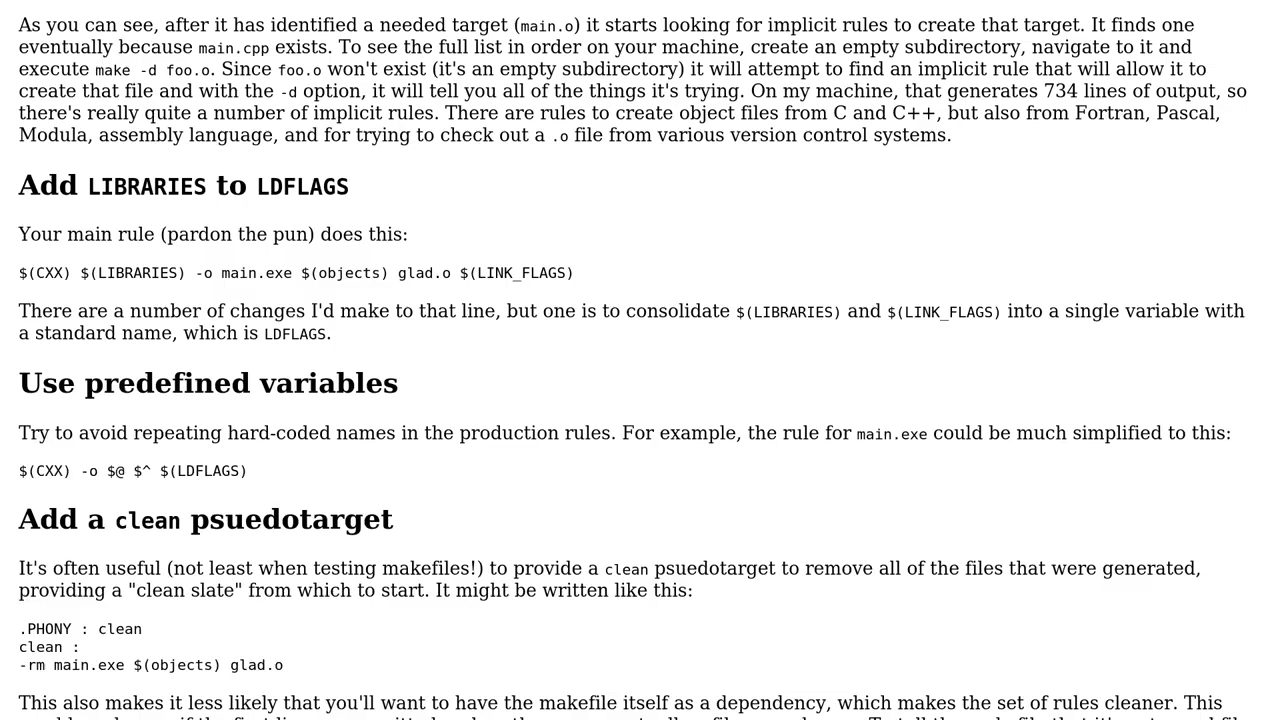 As you can see, after it has identified a needed target (main.o) it starts looking for implicit rules to create that target. It finds one
eventually because main.cpp exists. To see the full list in order on your machine, create an empty subdirectory, navigate to it and
execute make -d foo.o. Since foo.o won't exist (it's an empty subdirectory) it will attempt to find an implicit rule that will allow it to
create that file and with the -d option, it will tell you all of the things it's trying. On my machine, that generates 734 lines of output, so
there's really quite a number of implicit rules. There are rules to create object files from C and C++, but also from Fortran, Pascal,
Modula, assembly language, and for trying to check out a .o file from various version control systems.
Add LIBRARIES to LDFLAGS
Your main rule (pardon the pun) does this:
$(CXX) $(LIBRARIES) -o main.exe $(objects) glad.o $(LINK_FLAGS)
There are a number of changes I'd make to that line, but one is to consolidate $(LIBRARIES) and $(LINK_FLAGS) into a single variable with
a standard name, which is LDFLAGS.
Use predefined variables
Try to avoid repeating hard-coded names in the production rules. For example, the rule for main.exe could be much simplified to this:
$(CXX) -o $@ $^ $(LDFLAGS)
Add a clean psuedotarget
It's often useful (not least when testing makefiles!) to provide a clean psuedotarget to remove all of the files that were generated,
providing a "clean slate" from which to start. It might be written like this:
.PHONY : clean
clean :
-rm main.exe $(objects) glad.o
This also makes it less likely that you'll want to have the makefile itself as a dependency, which makes the set of rules cleaner. This